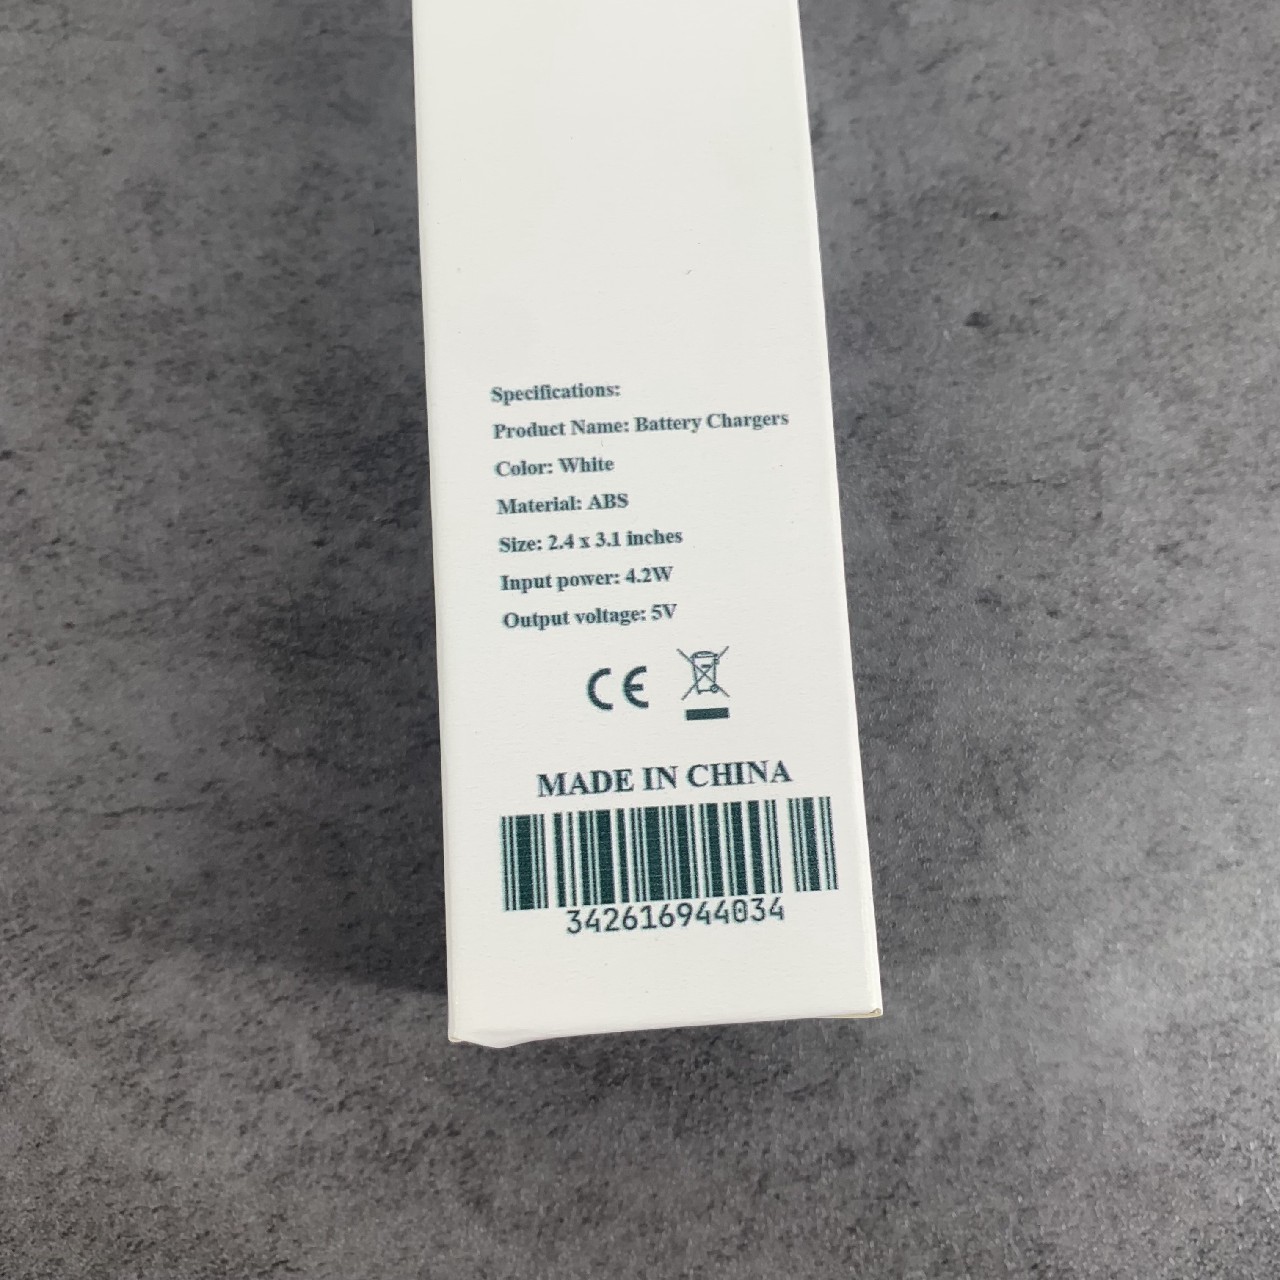 Specifications:
Product Name: Battery Chargers
Color: White
Material: ABS
Size: 2.4 x 3.1 inches
Input power: 4.2W
Output voltage: 5V
CE
MADE IN CHINA
342616944034